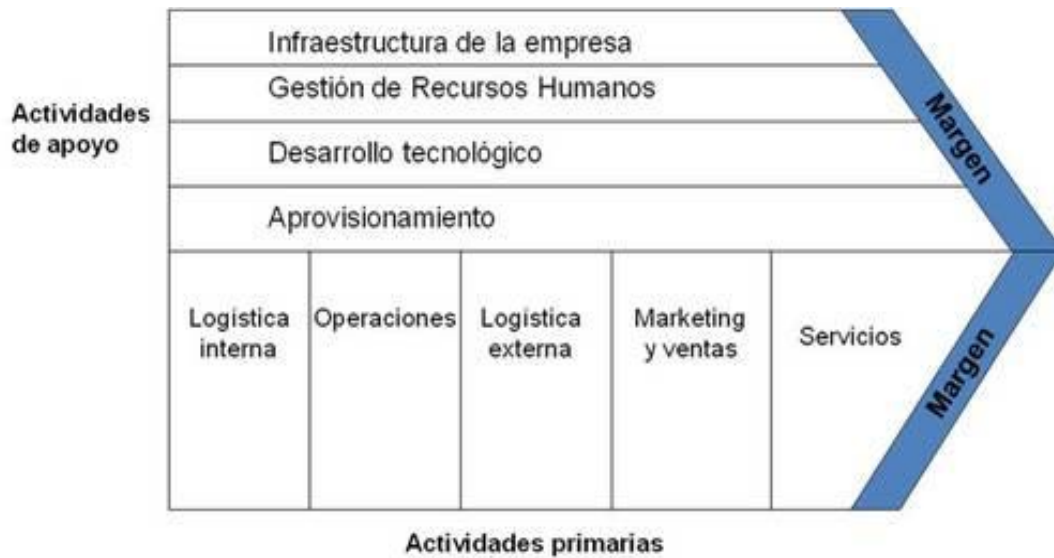 Infraestructura de la empresa
Gestión de Recursos Humanos
Actividades
de apoyo
Desarrollo tecnológico
Aprovisionamiento
Margen
Logística
interna
Operaciones
Logística
externa
Marketing
y ventas
Servicios
Margen
Actividades primarias